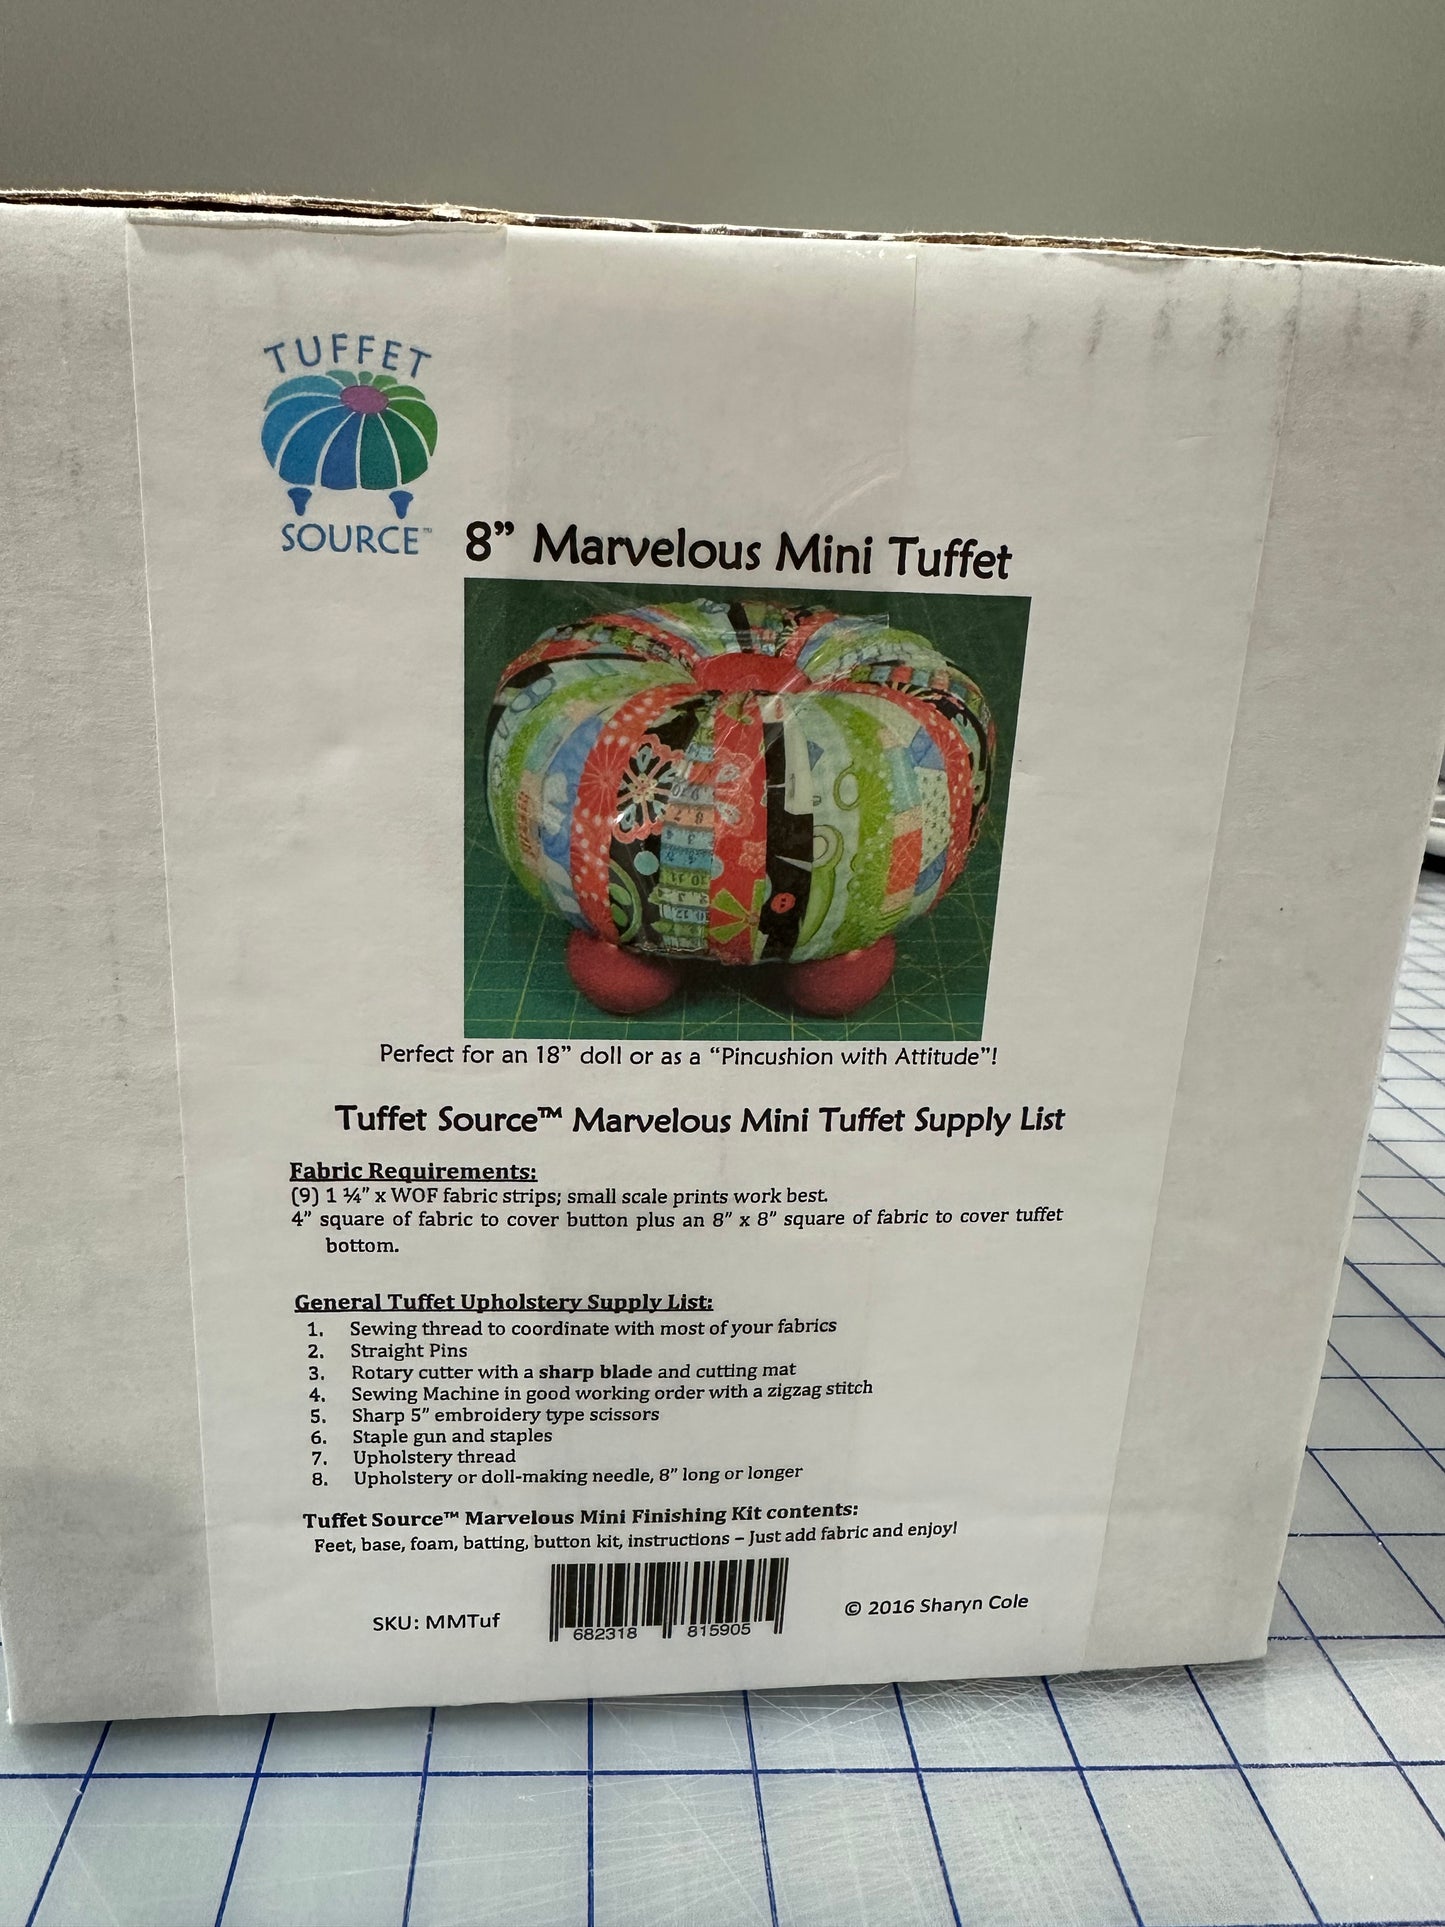 TUFFET
SOURCE™
8” Marvelous Mini Tuffet
Perfect for an 18” doll or as a “Pincushion with Attitude”!
Tuffet Source™ Marvelous Mini Tuffet Supply List
Fabric Requirements:
(9) 1 ¼” x WOF fabric strips; small scale prints work best.
4” square of fabric to cover button plus an 8” x 8” square of fabric to cover tuffet
bottom.
General Tuffet Upholstery Supply List:
1. Sewing thread to coordinate with most of your fabrics
2. Straight Pins
3. Rotary cutter with a sharp blade and cutting mat
4. Sewing Machine in good working order with a zigzag stitch
5. Sharp 5” embroidery type scissors
6. Staple gun and staples
7. Upholstery thread
8. Upholstery or doll-making needle, 8” long or longer
Tuffet Source™ Marvelous Mini Finishing Kit contents:
Feet, base, foam, batting, button kit, instructions – Just add fabric and enjoy!
SKU: MMTuf
682318 815905
© 2016 Sharyn Cole